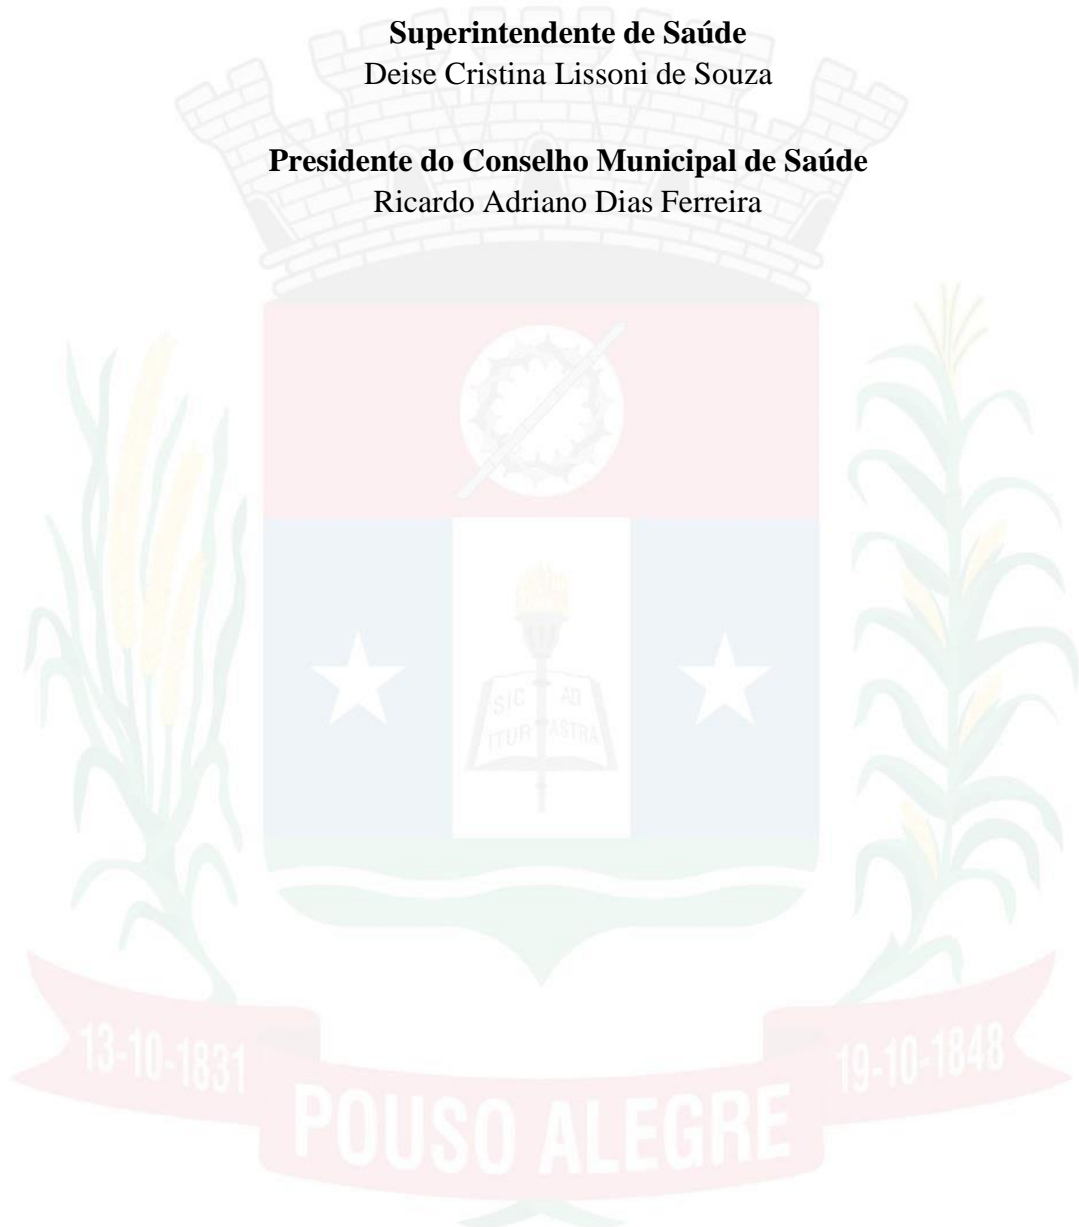 Superintendente de Saúde
Deise Cristina Lissoni de Souza
Presidente do Conselho Municipal de Saúde
Ricardo Adriano Dias Ferreira
SIC AD
ITUR ASTRA
13-10-1831
19-10-1848
POUSO ALEGRE